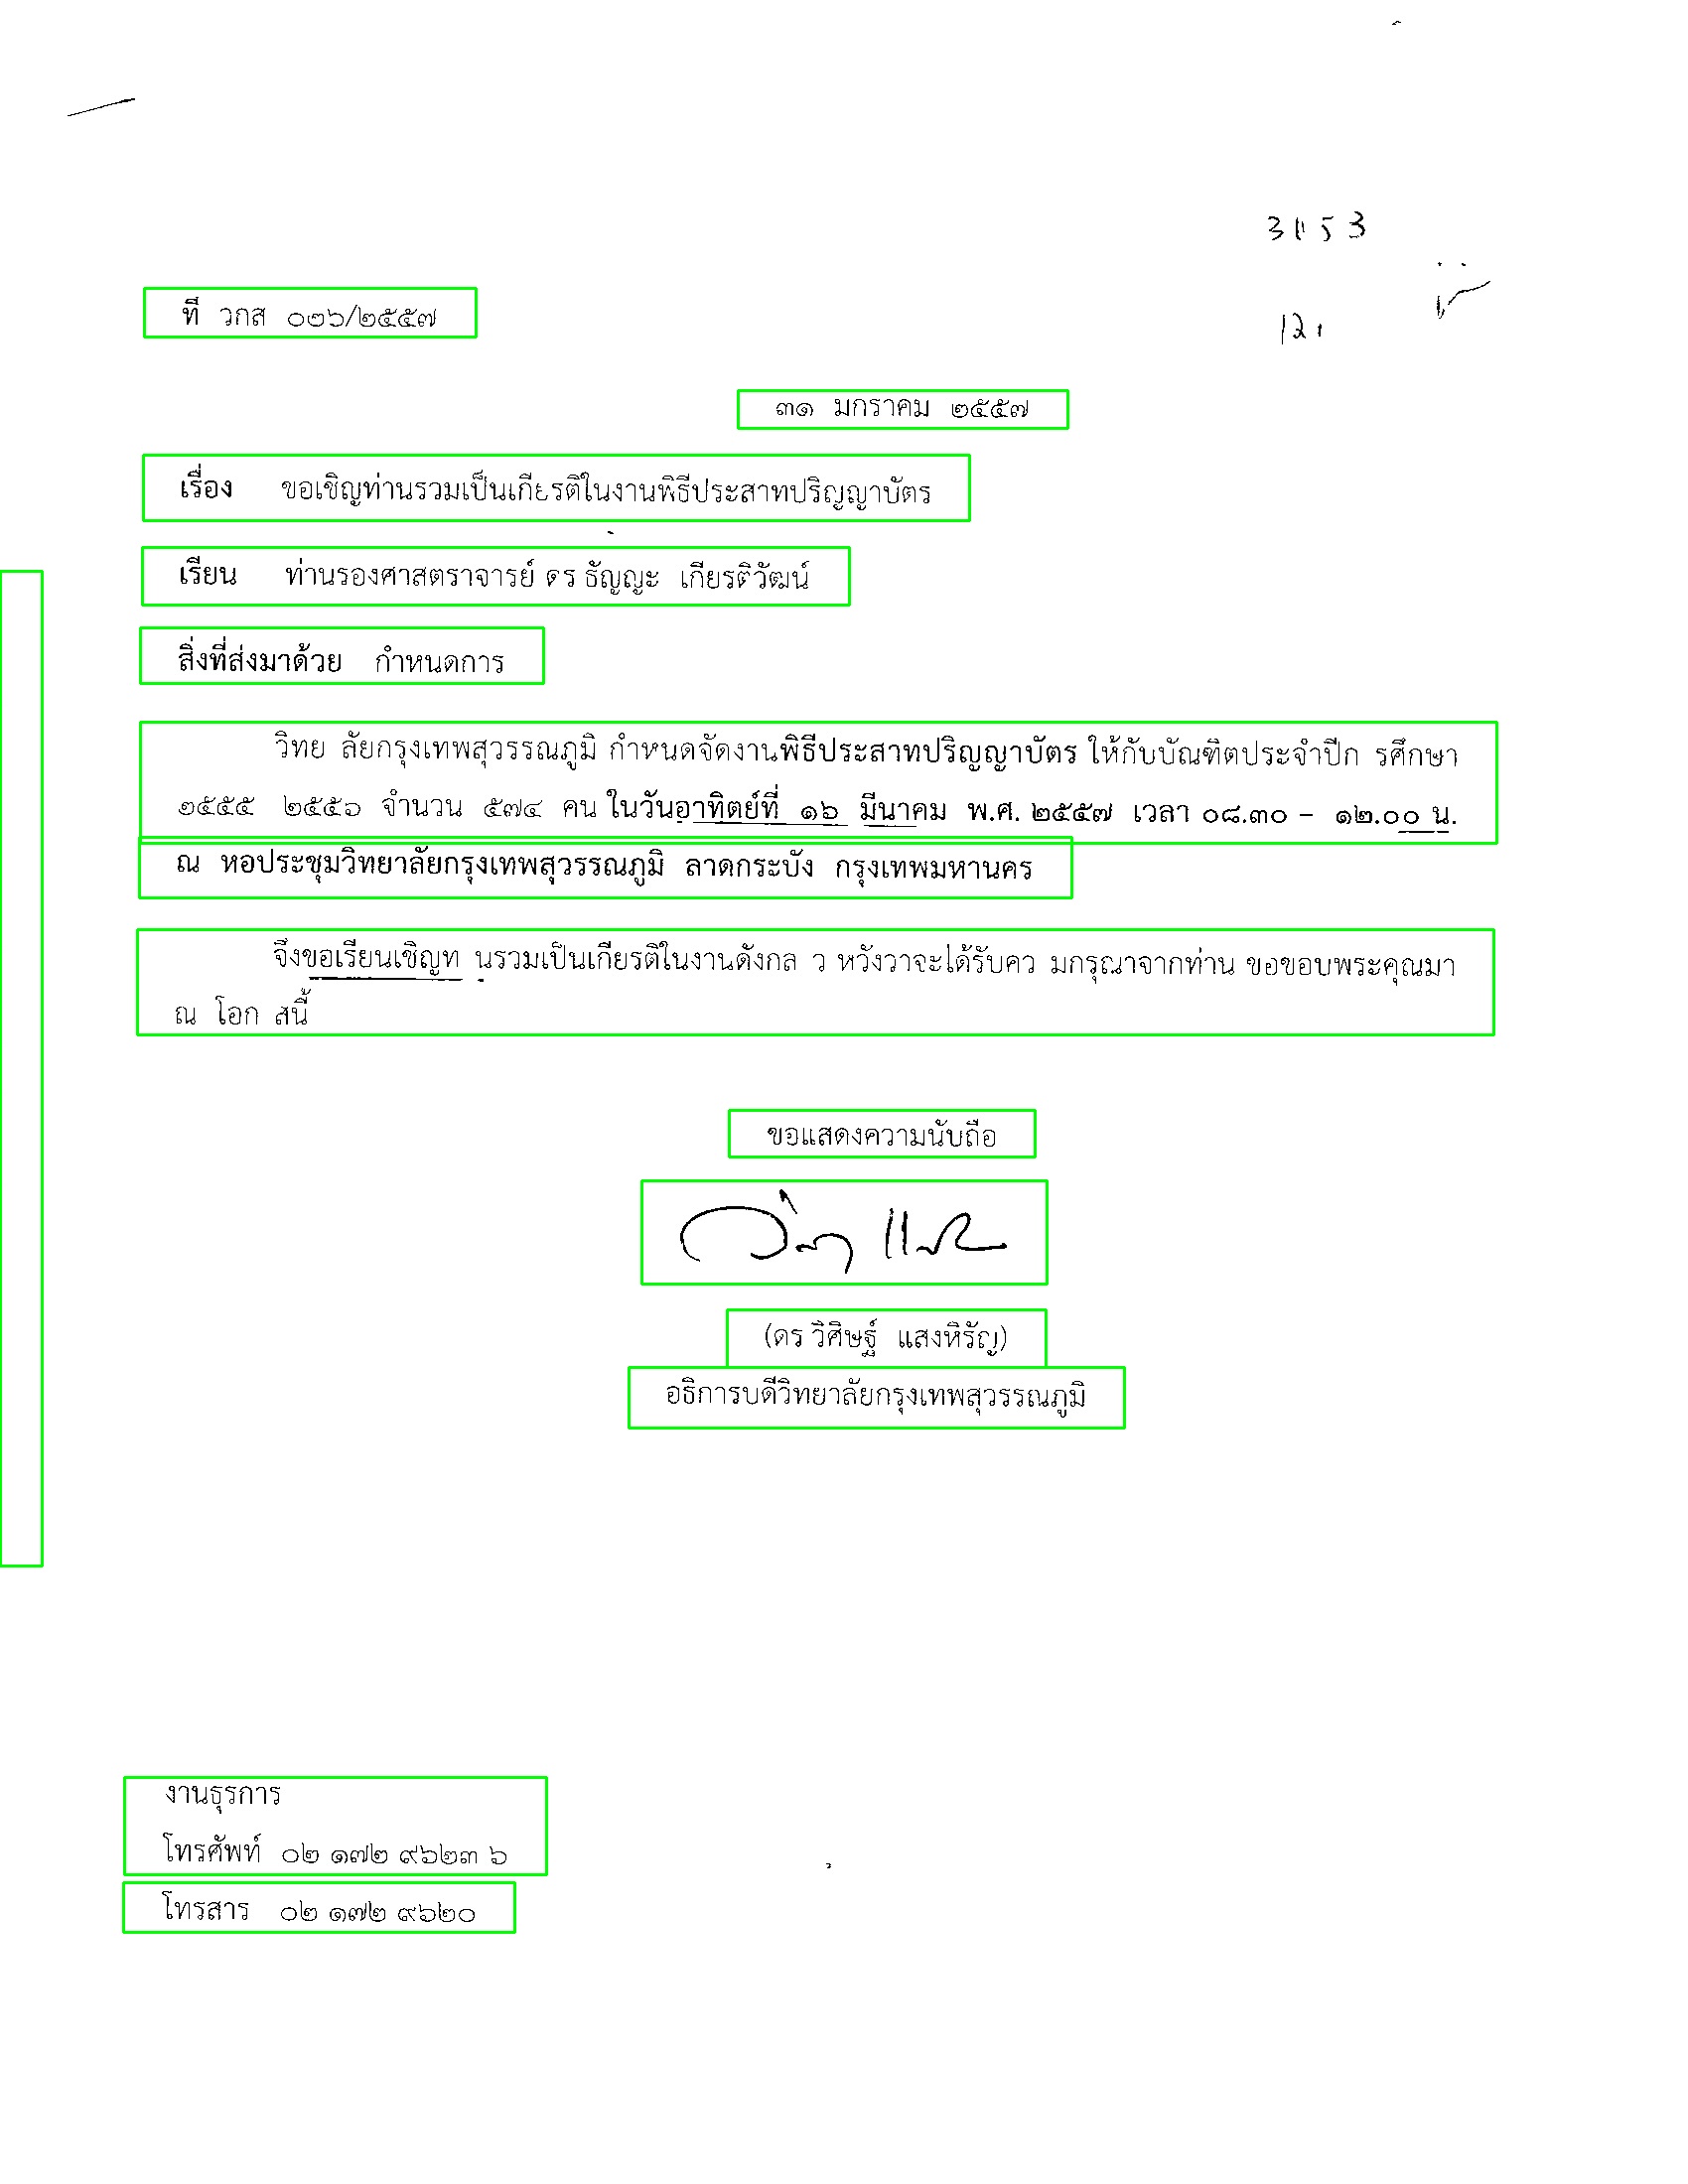 3153
ที่ วกส ๐๒๖/๒๕๕๗
12
๓๑ มกราคม ๒๕๕๗
เรื่อง ขอเชิญท่านรวมเป็นเกียรติในงานพิธีประสาทปริญญาบัตร
เรียน ท่านรองศาสตราจารย์ ดร ธัญญะ เกียรติวัฒน์
สิ่งที่ส่งมาด้วย กำหนดการ
วิทย ลัยกรุงเทพสุวรรณภูมิ กำหนดจัดงานพิธีประสาทปริญญาบัตร ให้กับบัณฑิตประจำปีก รศึกษา
๒๕๕๕ ๒๕๕๖ จำนวน ๕๗๔ คน ในวันอาทิตย์ที่ ๑๖ มีนาคม พ.ศ. ๒๕๕๗ เวลา ๐๘.๓๐ – ๑๒.๐๐ น.
ณ หอประชุมวิทยาลัยกรุงเทพสุวรรณภูมิ ลาดกระบัง กรุงเทพมหานคร
จึงขอเรียนเชิญท นรวมเป็นเกียรติในงานดังกล ว หวังวาจะได้รับคว มกรุณาจากท่าน ขอขอบพระคุณมา
ณ โอก สนี้
ขอแสดงความนับถือ
(ดร วิศิษฐ์ แสงหิรัญ)
อธิการบดีวิทยาลัยกรุงเทพสุวรรณภูมิ
งานธุรการ
โทรศัพท์ ๐๒ ๑๗๒ ๙๖๒๓ ๖
โทรสาร ๐๒ ๑๗๒ ๙๖๒๐